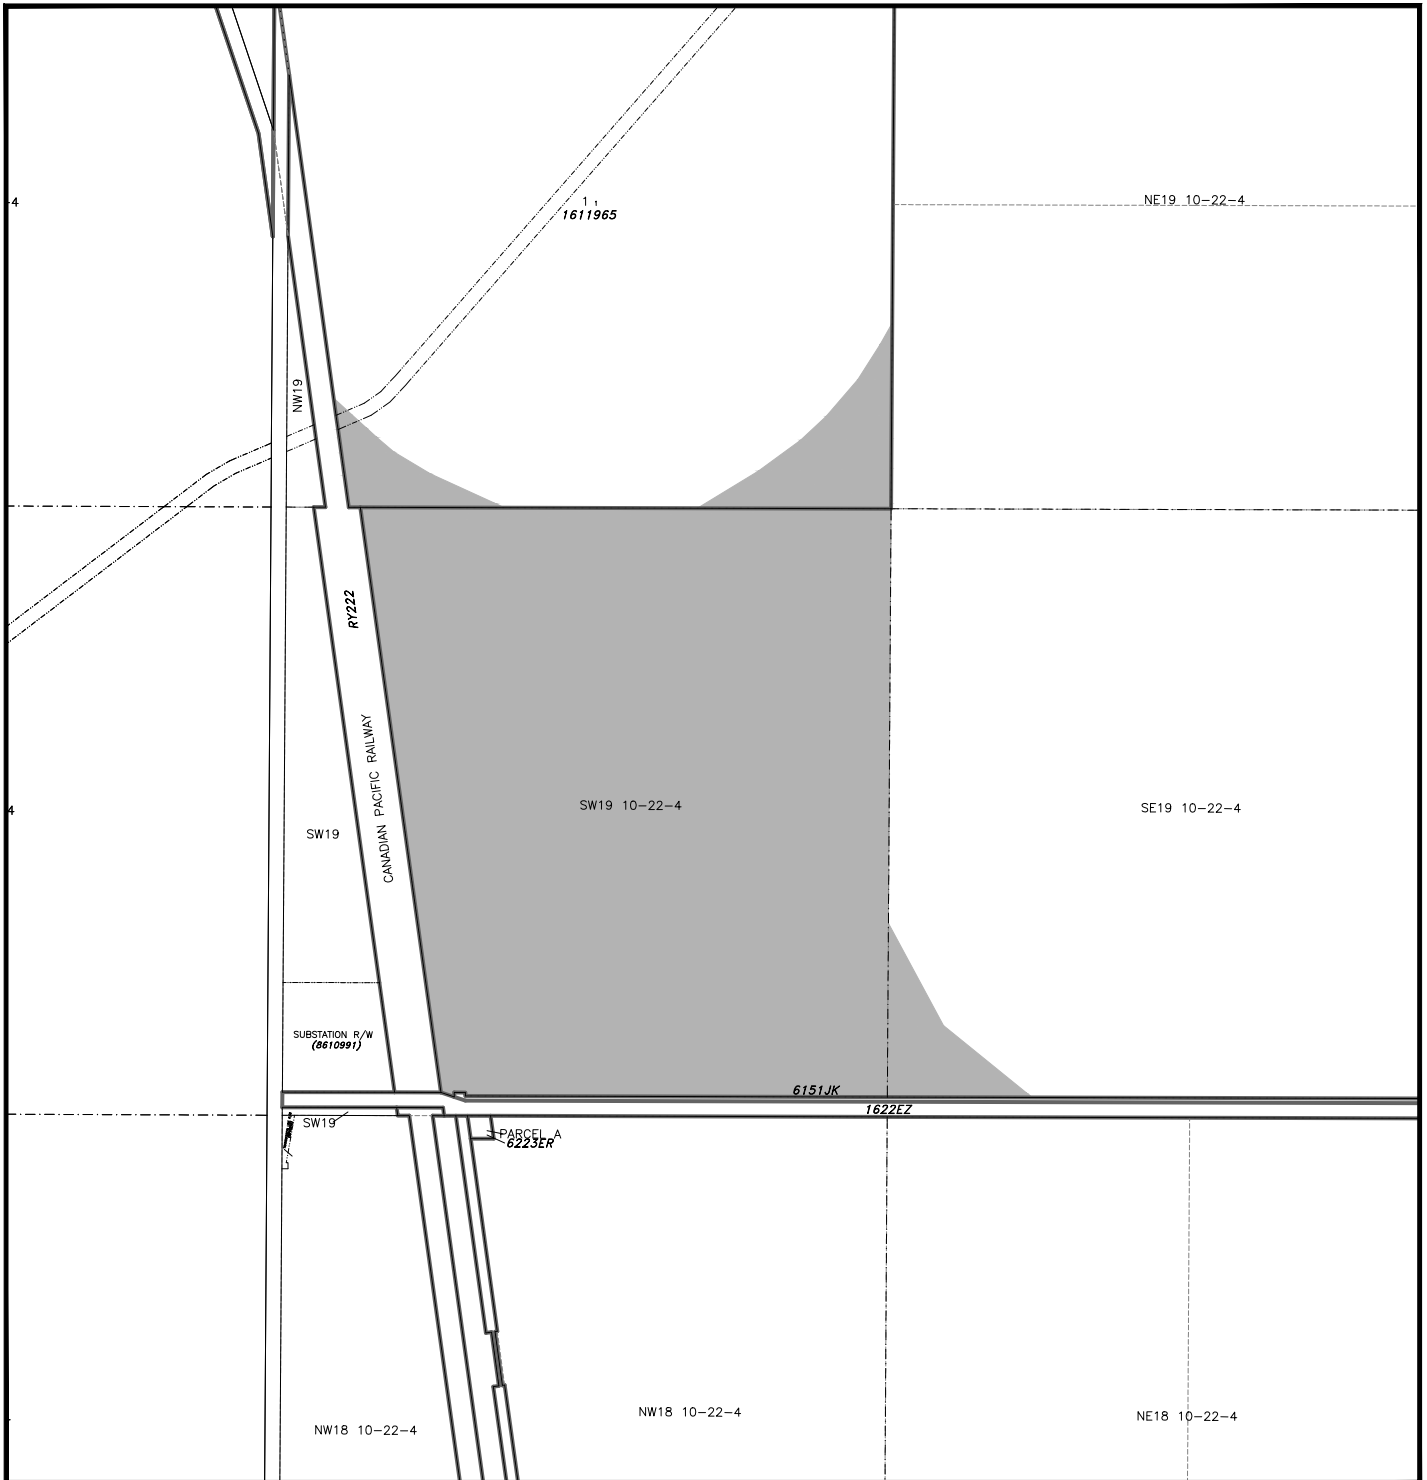 4
1
1611965
NE19 10-22-4
NW19
RY222
CANADIAN PACIFIC RAILWAY
4
SW19 10-22-4
SE19 10-22-4
SW19
SUBSTATION R/W
(8610991)
6151JK
1622EZ
SW19
PARCEL A
6223ER
NW18 10-22-4
NW18 10-22-4
NE18 10-22-4